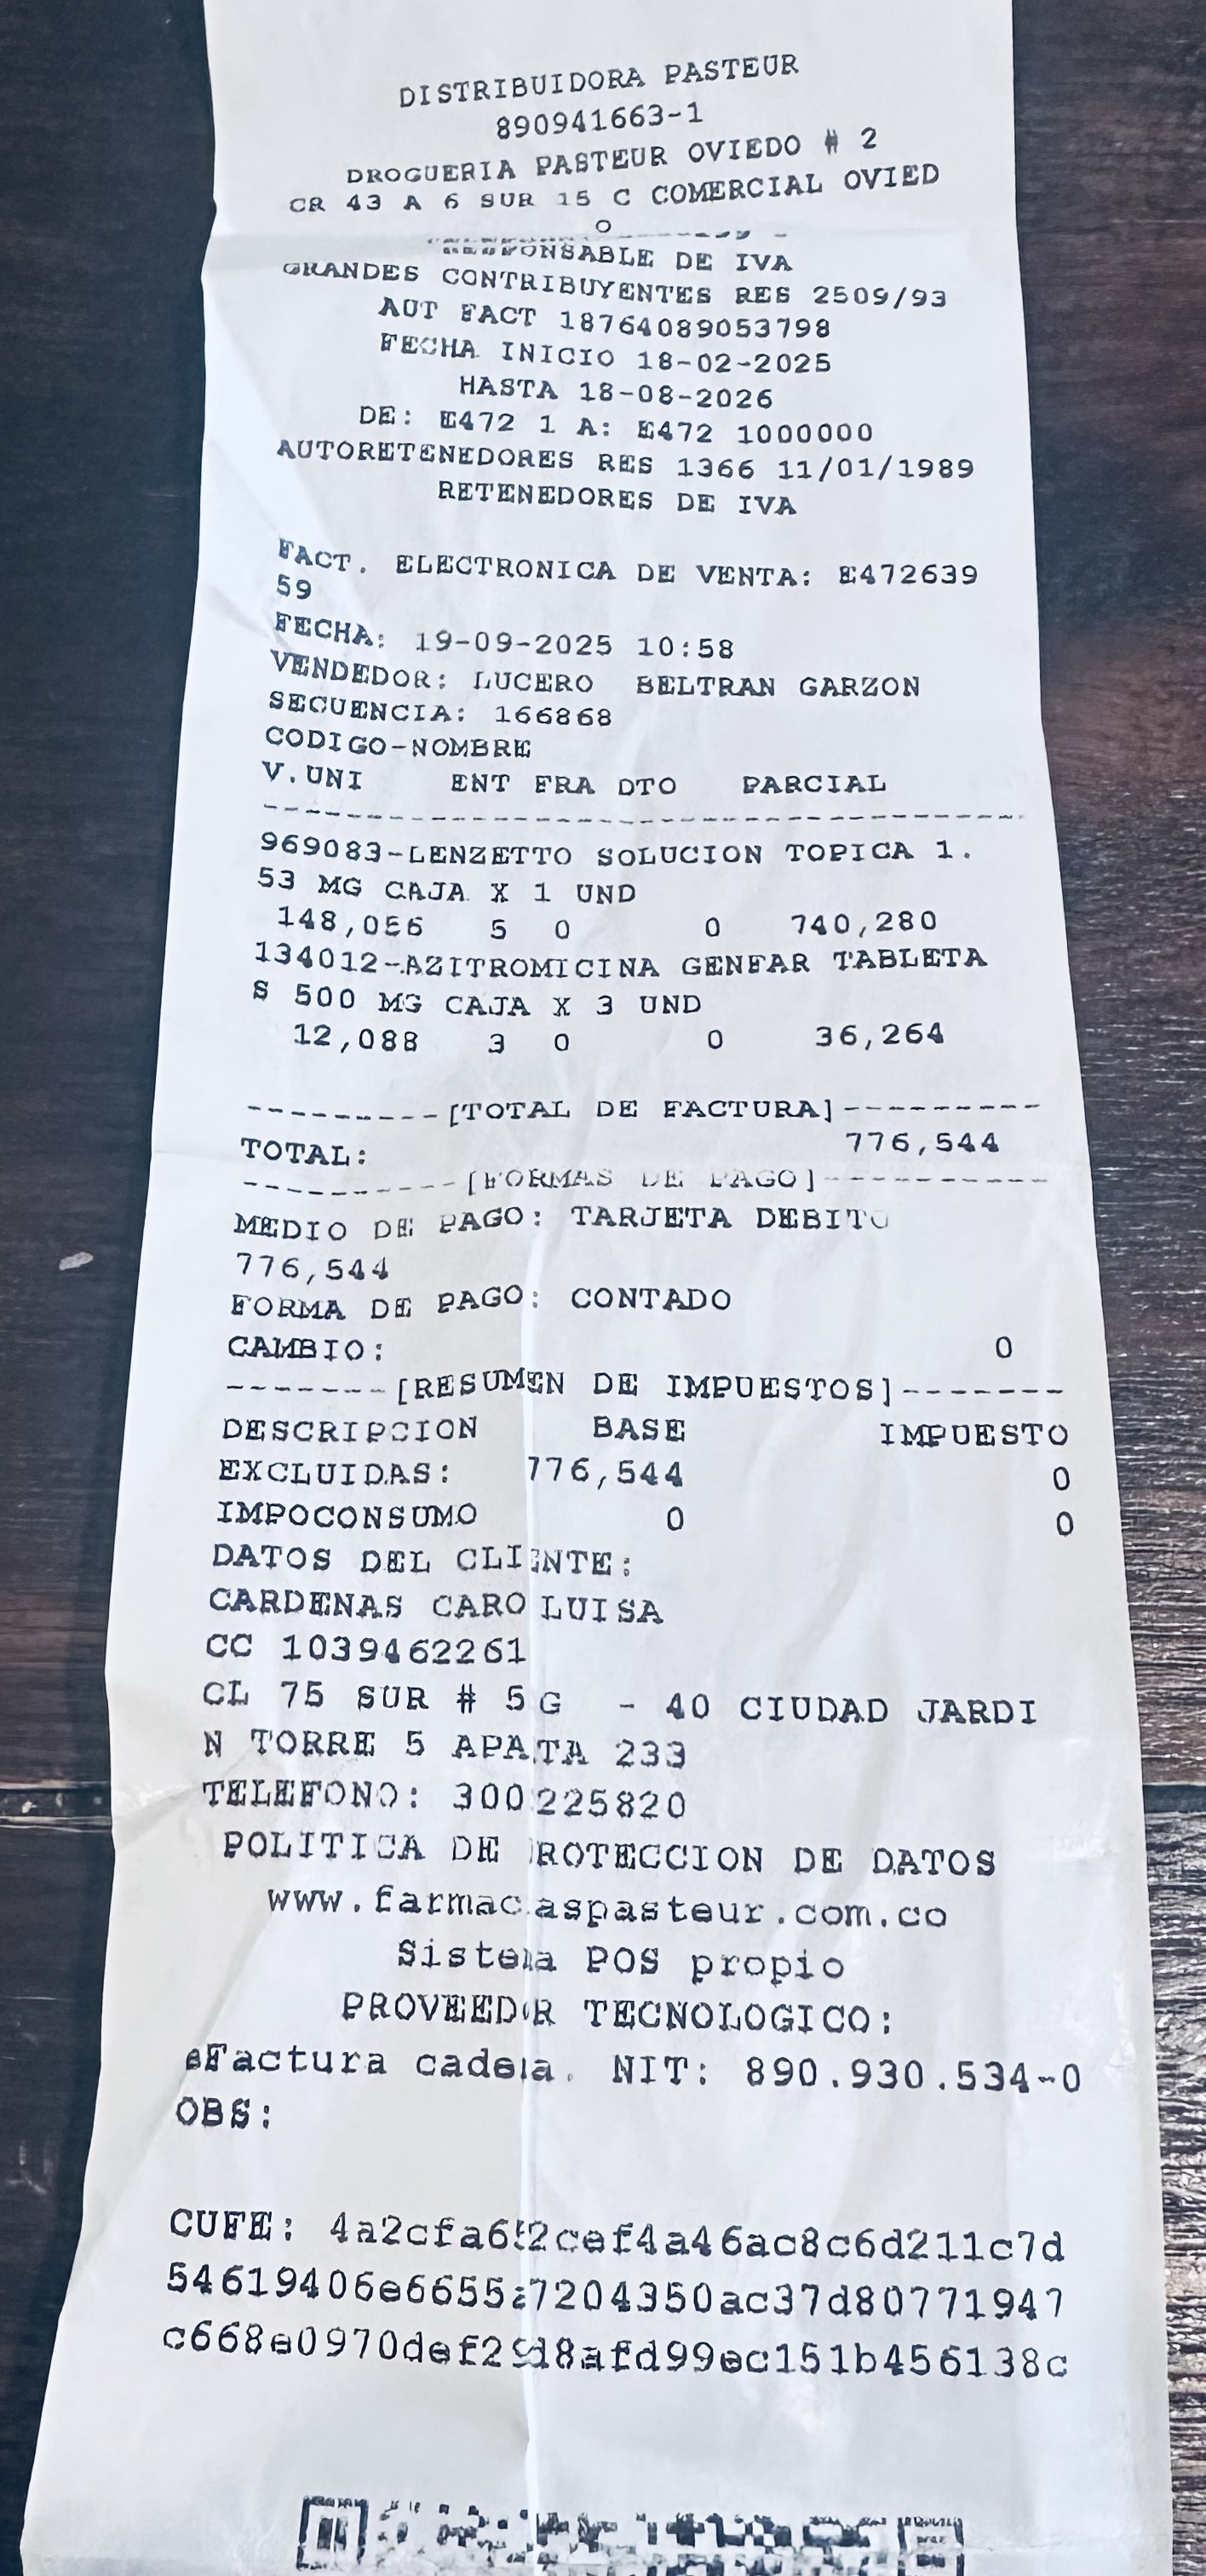 DISTRIBUIDORA PASTEUR
890941663-1
DROGUERIA PASTEUR OVIEDO # 2
CR 43 A 6 SUR 15 C COMERCIAL OVIED
O
RESPONSABLE DE IVA
GRANDES CONTRIBUYENTES RES 2509/93
AUT FACT 18764089053798
FECHA INICIO 18-02-2025
HASTA 18-08-2026
DE: E472 1 A: E472 1000000
AUTORETENEDORES RES 1366 11/01/1989
RETENEDORES DE IVA
FACT. ELECTRONICA DE VENTA: E472639
59
FECHA: 19-09-2025 10:58
VENDEDOR: LUCERO BELTRAN GARZON
SECUENCIA: 166868
CODIGO-NOMBRE
V.UNI ENT FRA DTO PARCIAL
969083-LENZETTO SOLUCION TOPICA 1.
53 MG CAJA X 1 UND
148,056 5 0 0 740,280
134012-AZITROMICINA GENFAR TABLETA
S 500 MG CAJA X 3 UND
12,088 3 0 0 36,264
---------[TOTAL DE FACTURA]---------
TOTAL: 776,544
----------[FORMAS DE PAGO]----------
MEDIO DE PAGO: TARJETA DEBITO
776,544
FORMA DE PAGO: CONTADO
CAMBIO: 0
-------[RESUMEN DE IMPUESTOS]-------
DESCRIPCION BASE IMPUESTO
EXCLUIDAS: 776,544 0
IMPOCONSUMO 0 0
DATOS DEL CLIENTE:
CARDENAS CARO LUISA
CC 1039462261
CL 75 SUR # 5G - 40 CIUDAD JARDI
N TORRE 5 APATA 233
TELEFONO: 300225820
POLITICA DE PROTECCION DE DATOS
www.farmaciaspasteur.com.co
Sistema POS propio
PROVEEDOR TECNOLOGICO:
eFactura cadena. NIT: 890.930.534-0
OBS:
CUFE: